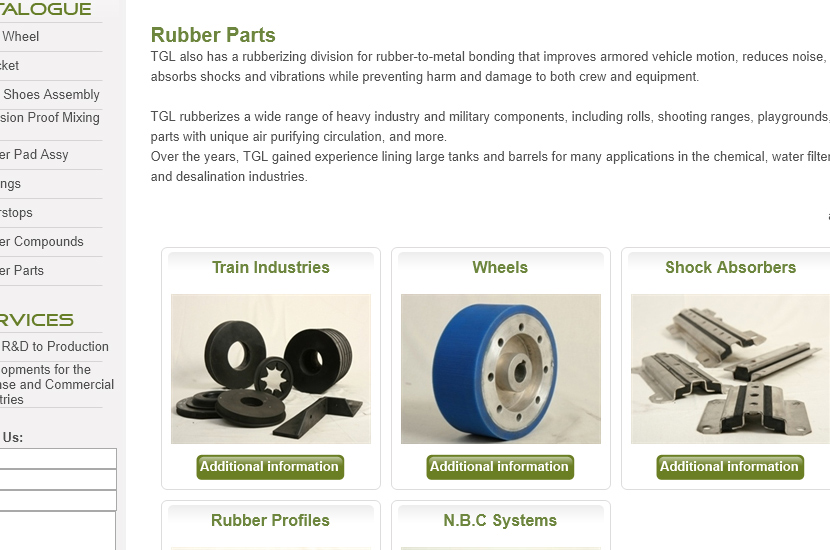 TALOGUE
Wheel
ket
Shoes Assembly
sion Proof Mixing
er Pad Assy
ngs
rstops
er Compounds
er Parts
RVICES
R&D to Production
opments for the
nse and Commercial
tries
Us:
Rubber Parts
TGL also has a rubberizing division for rubber-to-metal bonding that improves armored vehicle motion, reduces noise,
absorbs shocks and vibrations while preventing harm and damage to both crew and equipment.
TGL rubberizes a wide range of heavy industry and military components, including rolls, shooting ranges, playgrounds,
parts with unique air purifying circulation, and more.
Over the years, TGL gained experience lining large tanks and barrels for many applications in the chemical, water filter
and desalination industries.
Train Industries
Wheels
Shock Absorbers
Additional information
Additional information
Additional information
Rubber Profiles
N.B.C Systems